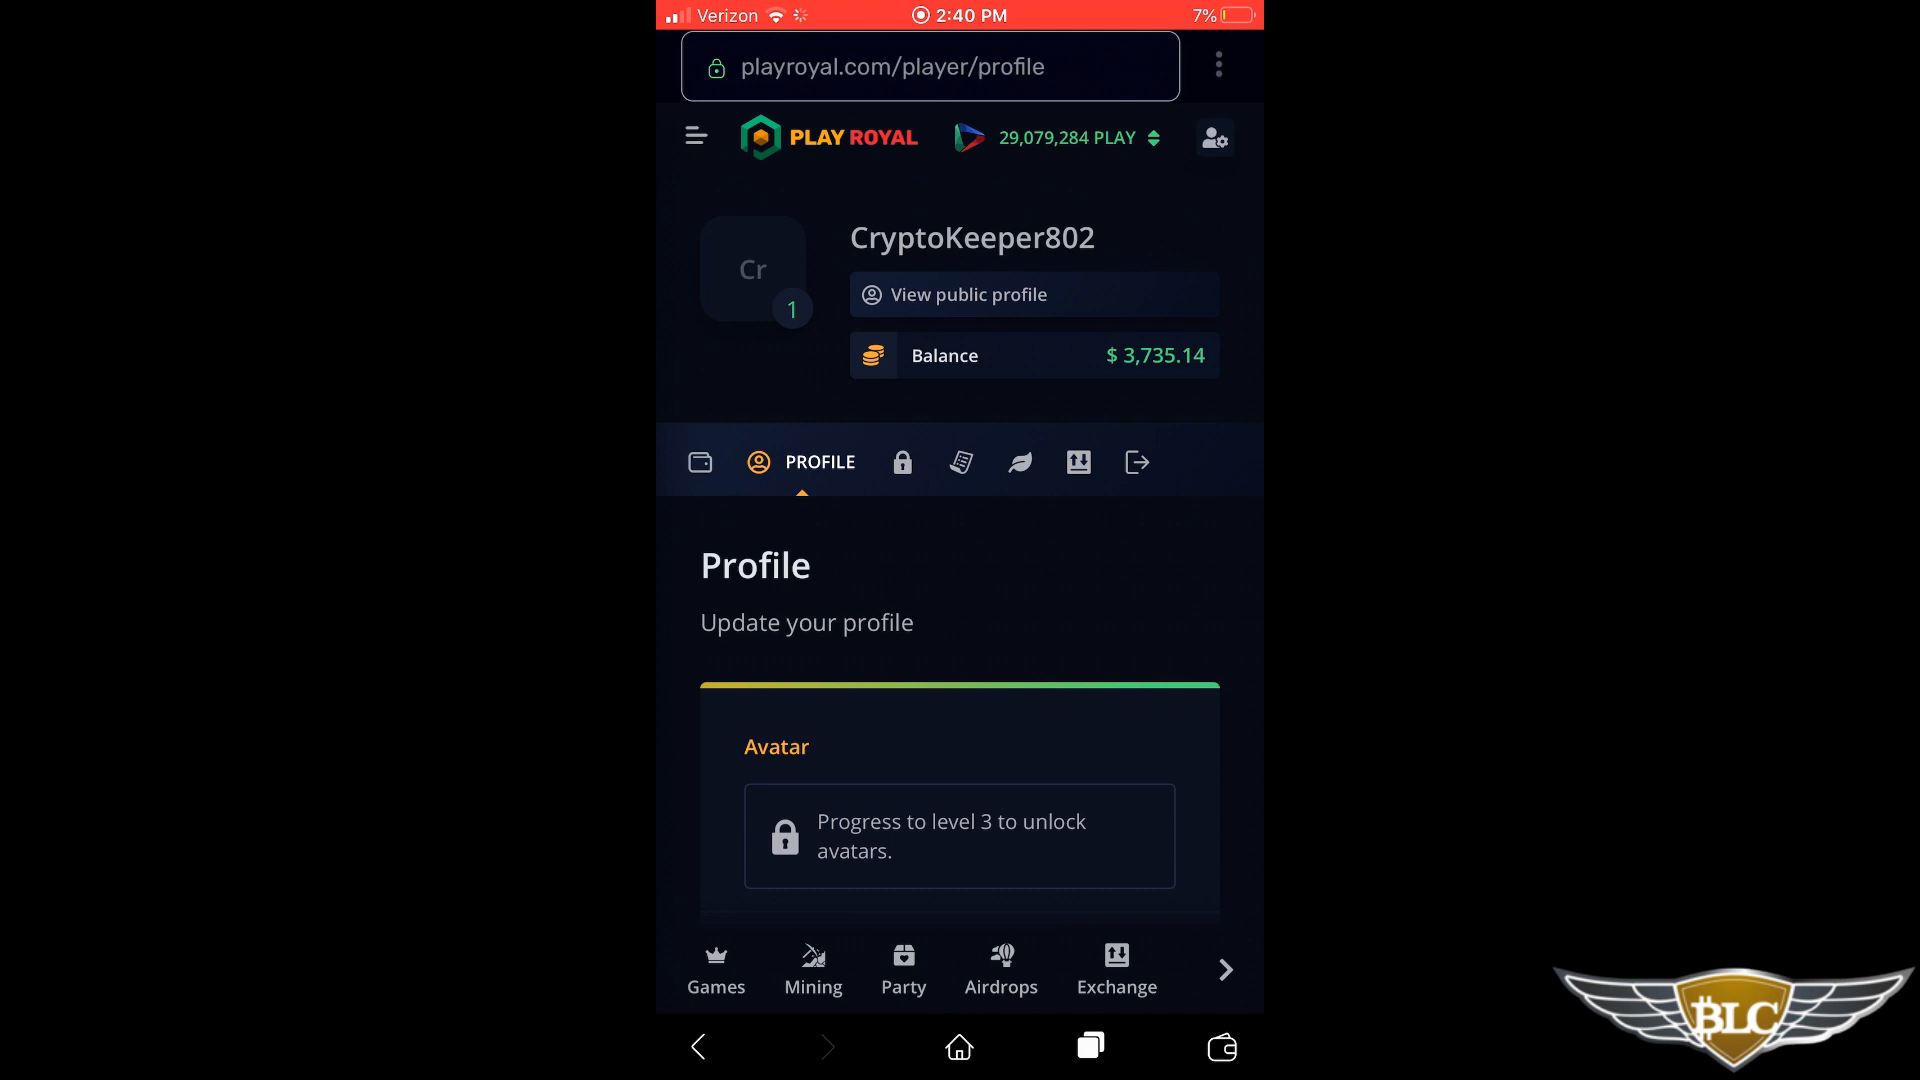 Verizon 2:40 PM 7%
playroyal.com/player/profile
PLAY ROYAL 29,079,284 PLAY
CryptoKeeper802
Cr
1
View public profile
Balance $ 3,735.14
PROFILE
Profile
Update your profile
Avatar
Progress to level 3 to unlock
avatars.
Games Mining Party Airdrops Exchange
BLC